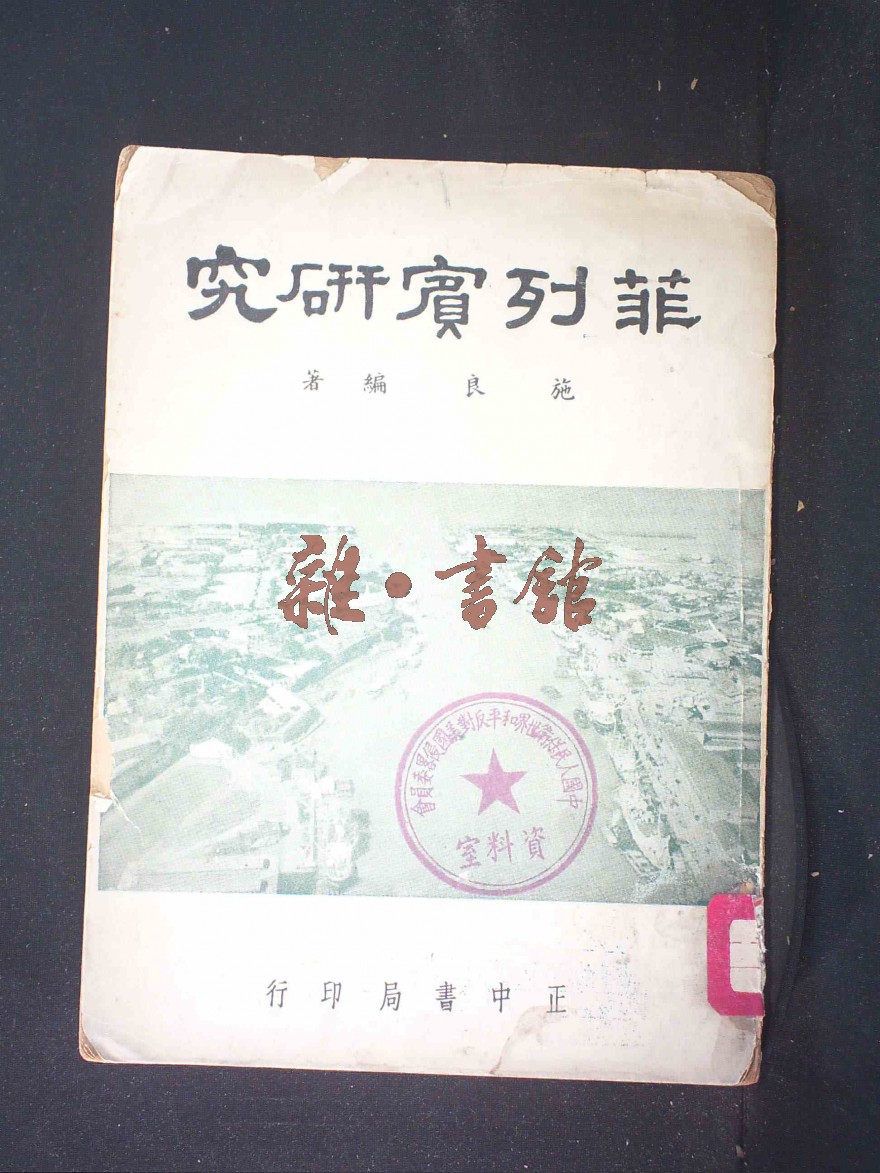 菲列賓研究
施良編著
雜·書館
中國人民保衛世界和平反對美國侵略委員會
資料室
正中書局印行